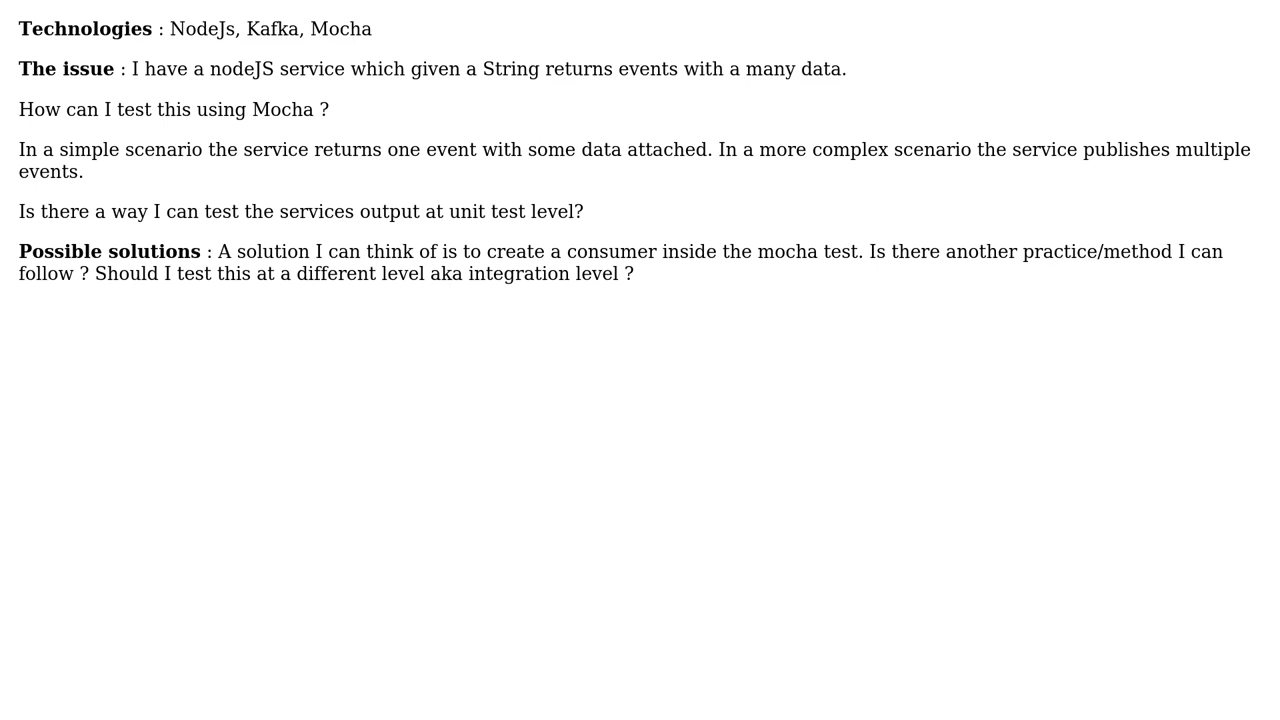 Technologies : NodeJs, Kafka, Mocha
The issue : I have a nodeJS service which given a String returns events with a many data.
How can I test this using Mocha ?
In a simple scenario the service returns one event with some data attached. In a more complex scenario the service publishes multiple
events.
Is there a way I can test the services output at unit test level?
Possible solutions : A solution I can think of is to create a consumer inside the mocha test. Is there another practice/method I can
follow ? Should I test this at a different level aka integration level ?